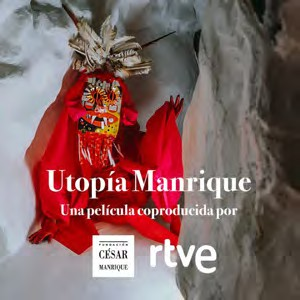 Utopía Manrique
Una película coproducida por
FUNDACIÓN
CÉSAR
MANRIQUE
rtve